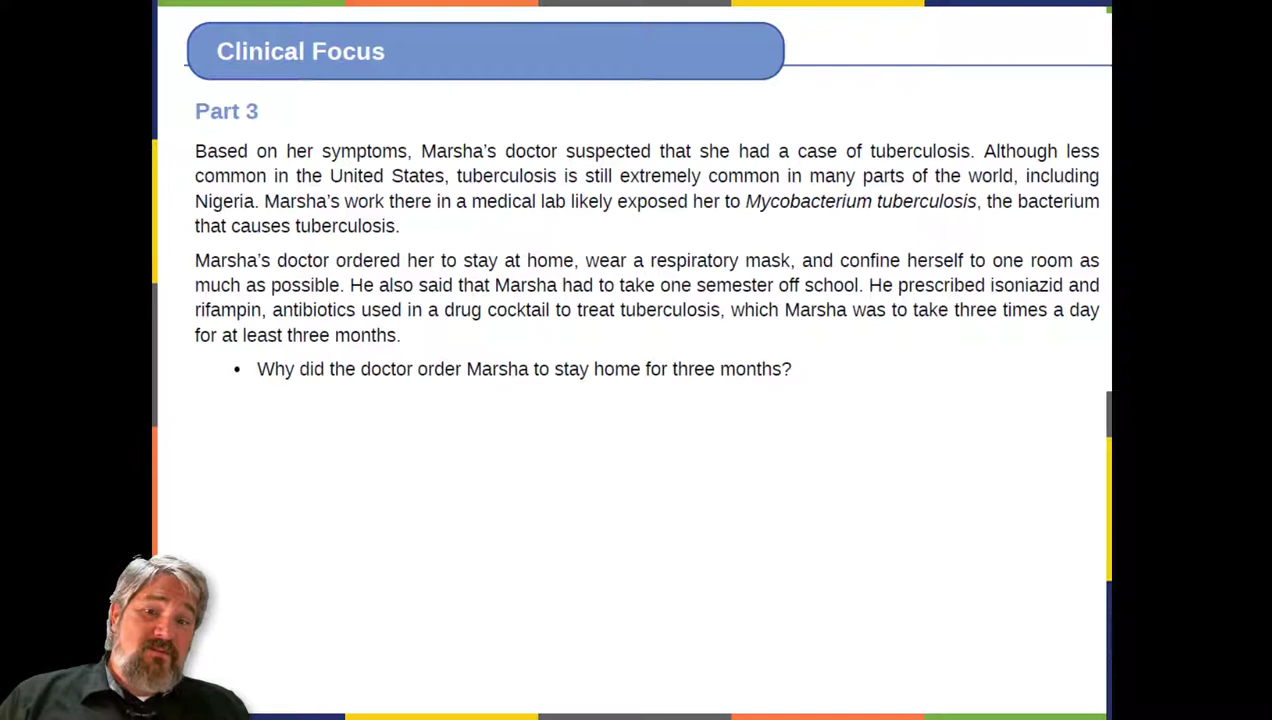 Clinical Focus
Part 3
Based on her symptoms, Marsha’s doctor suspected that she had a case of tuberculosis. Although less
common in the United States, tuberculosis is still extremely common in many parts of the world, including
Nigeria. Marsha’s work there in a medical lab likely exposed her to Mycobacterium tuberculosis, the bacterium
that causes tuberculosis.
Marsha’s doctor ordered her to stay at home, wear a respiratory mask, and confine herself to one room as
much as possible. He also said that Marsha had to take one semester off school. He prescribed isoniazid and
rifampin, antibiotics used in a drug cocktail to treat tuberculosis, which Marsha was to take three times a day
for at least three months.
• Why did the doctor order Marsha to stay home for three months?